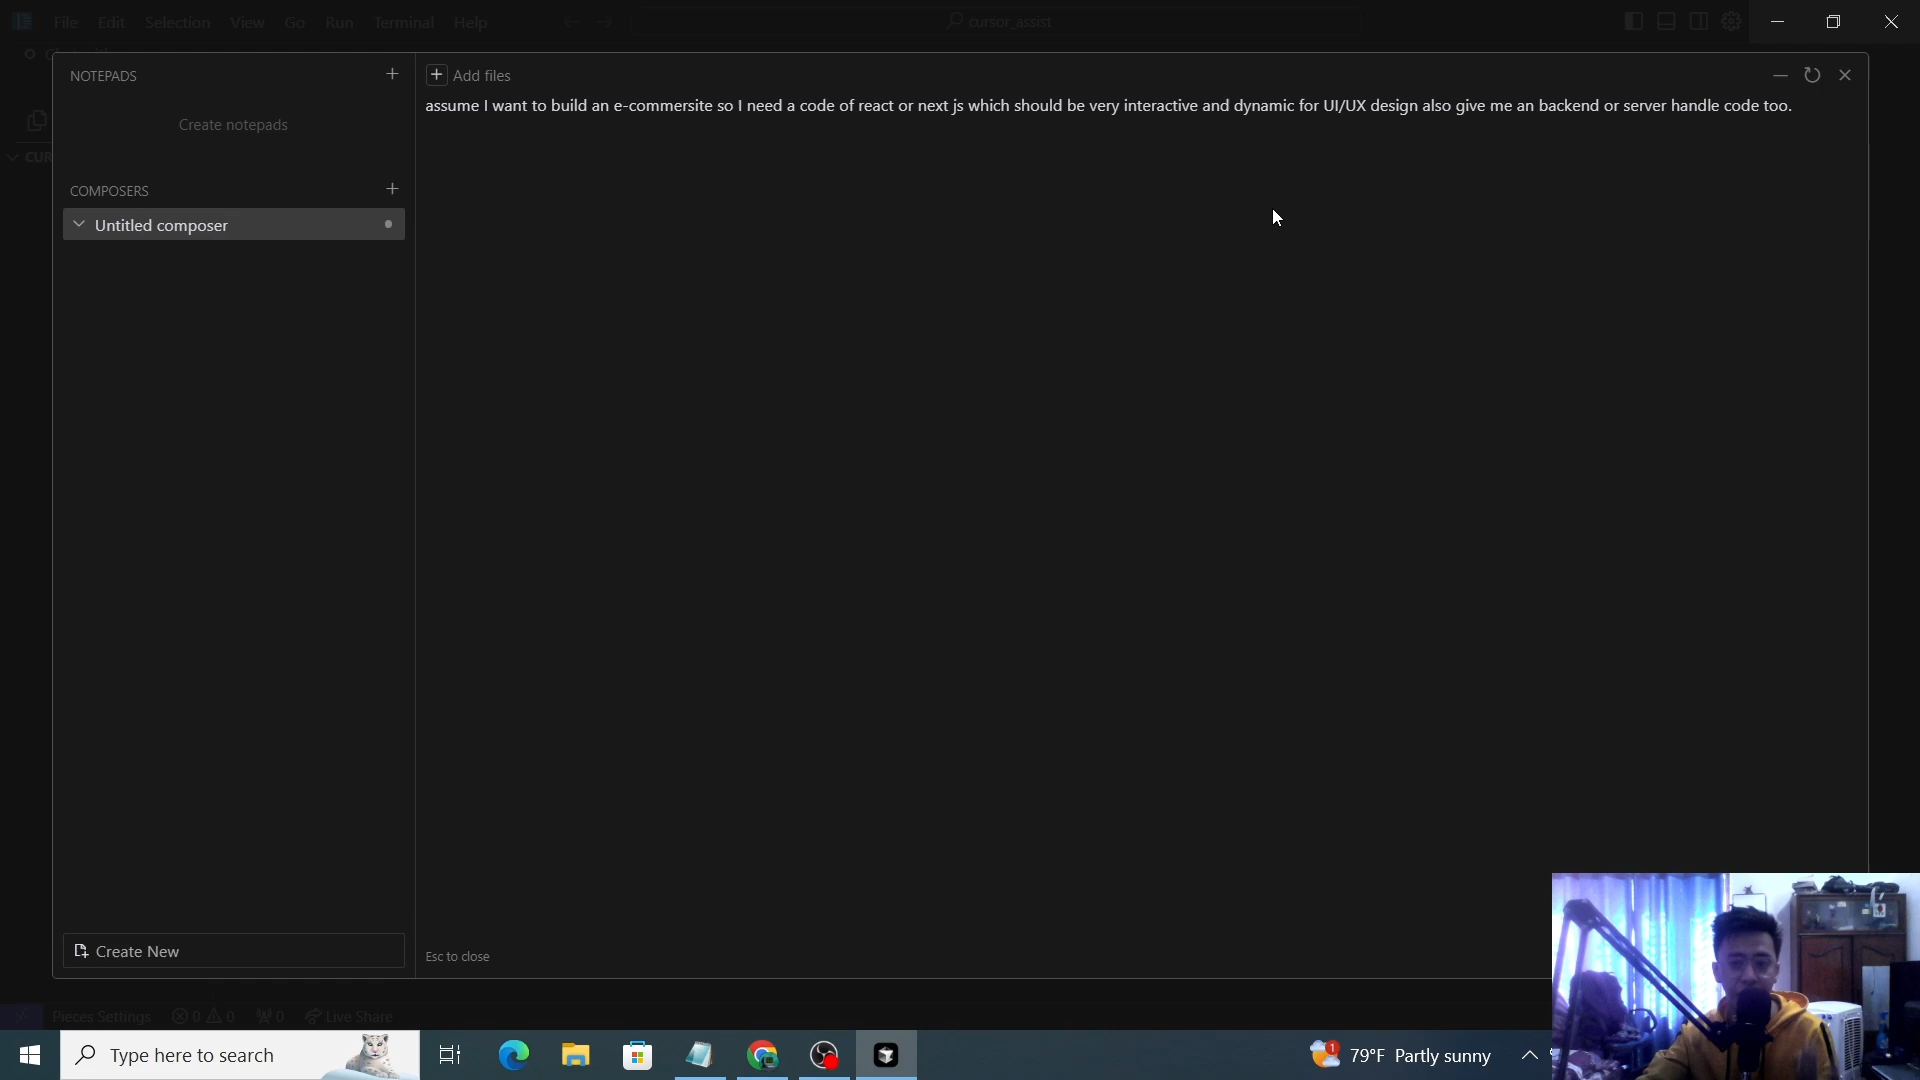 File Edit Selection View Go Run Terminal Help
cursor_assist
NOTEPADS
Add files
assume I want to build an e-commersite so I need a code of react or next js which should be very interactive and dynamic for UI/UX design also give me an backend or server handle code too.
Create notepads
CUR
COMPOSERS
Untitled composer
Create New
Esc to close
Pieces Settings 0 0 0 Live Share
Type here to search
1
79°F Partly sunny